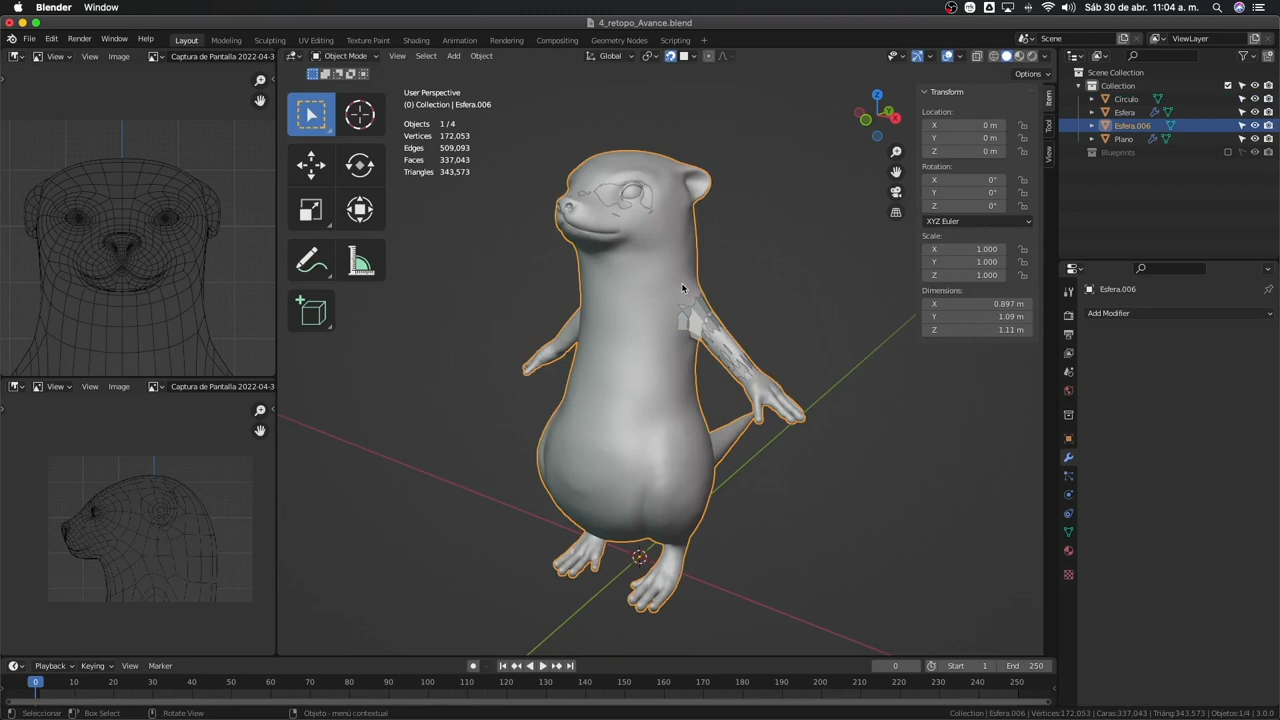 Blender Window Sáb 30 de abr. 11:04 a. m.
4_retopo_Avance.blend
File Edit Render Window Help Layout Modeling Sculpting UV Editing Texture Paint Shading Animation Rendering Compositing Geometry Nodes Scripting + Scene ViewLayer
View View Image Captura de Pantalla 2022-04-3 Object Mode View Select Add Object Global
Options
User Perspective
(0) Collection | Esfera.006
Objects 1 / 4
Vertices 172,053
Edges 509,093
Faces 337,043
Triangles 343,573
Z
Y
X
Transform
Location:
X 0 m
Y 0 m
Z 0 m
Rotation:
X 0°
Y 0°
Z 0°
XYZ Euler
Scale:
X 1.000
Y 1.000
Z 1.000
Dimensions:
X 0.897 m
Y 1.09 m
Z 1.11 m
Item
Tool
View
Scene Collection
Collection
Círculo
Esfera
Esfera.006
Plano
Blueprints
Esfera.006
Add Modifier
View View Image Captura de Pantalla 2022-04-3
Playback Keying View Marker 0 Start 1 End 250
0 10 20 30 40 50 60 70 80 90 100 110 120 130 140 150 160 170 180 190 200 210 220 230 240 250
Seleccionar Box Select Rotate View Objeto - menú contextual Collection | Esfera.006 | Vértices:172,053 | Caras:337,043 | Triáng:343,573 | Objetos:1/4 | 3.0.0